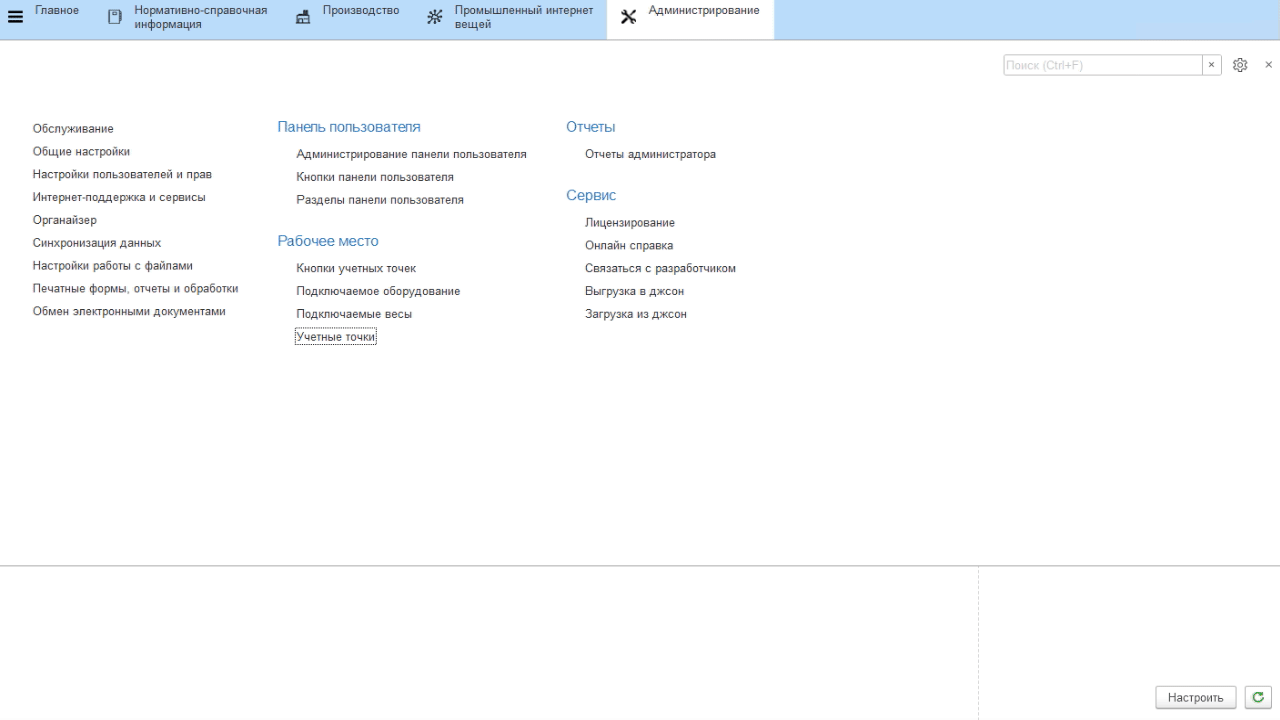 Главное
Нормативно-справочная
информация
Производство
Промышленный интернет
вещей
Администрирование
Поиск (Ctrl+F)
Обслуживание
Общие настройки
Настройки пользователей и прав
Интернет-поддержка и сервисы
Органайзер
Синхронизация данных
Настройки работы с файлами
Печатные формы, отчеты и обработки
Обмен электронными документами
Панель пользователя
Администрирование панели пользователя
Кнопки панели пользователя
Разделы панели пользователя
Рабочее место
Кнопки учетных точек
Подключаемое оборудование
Подключаемые весы
Учетные точки
Отчеты
Отчеты администратора
Сервис
Лицензирование
Онлайн справка
Связаться с разработчиком
Выгрузка в джсон
Загрузка из джсон
Настроить